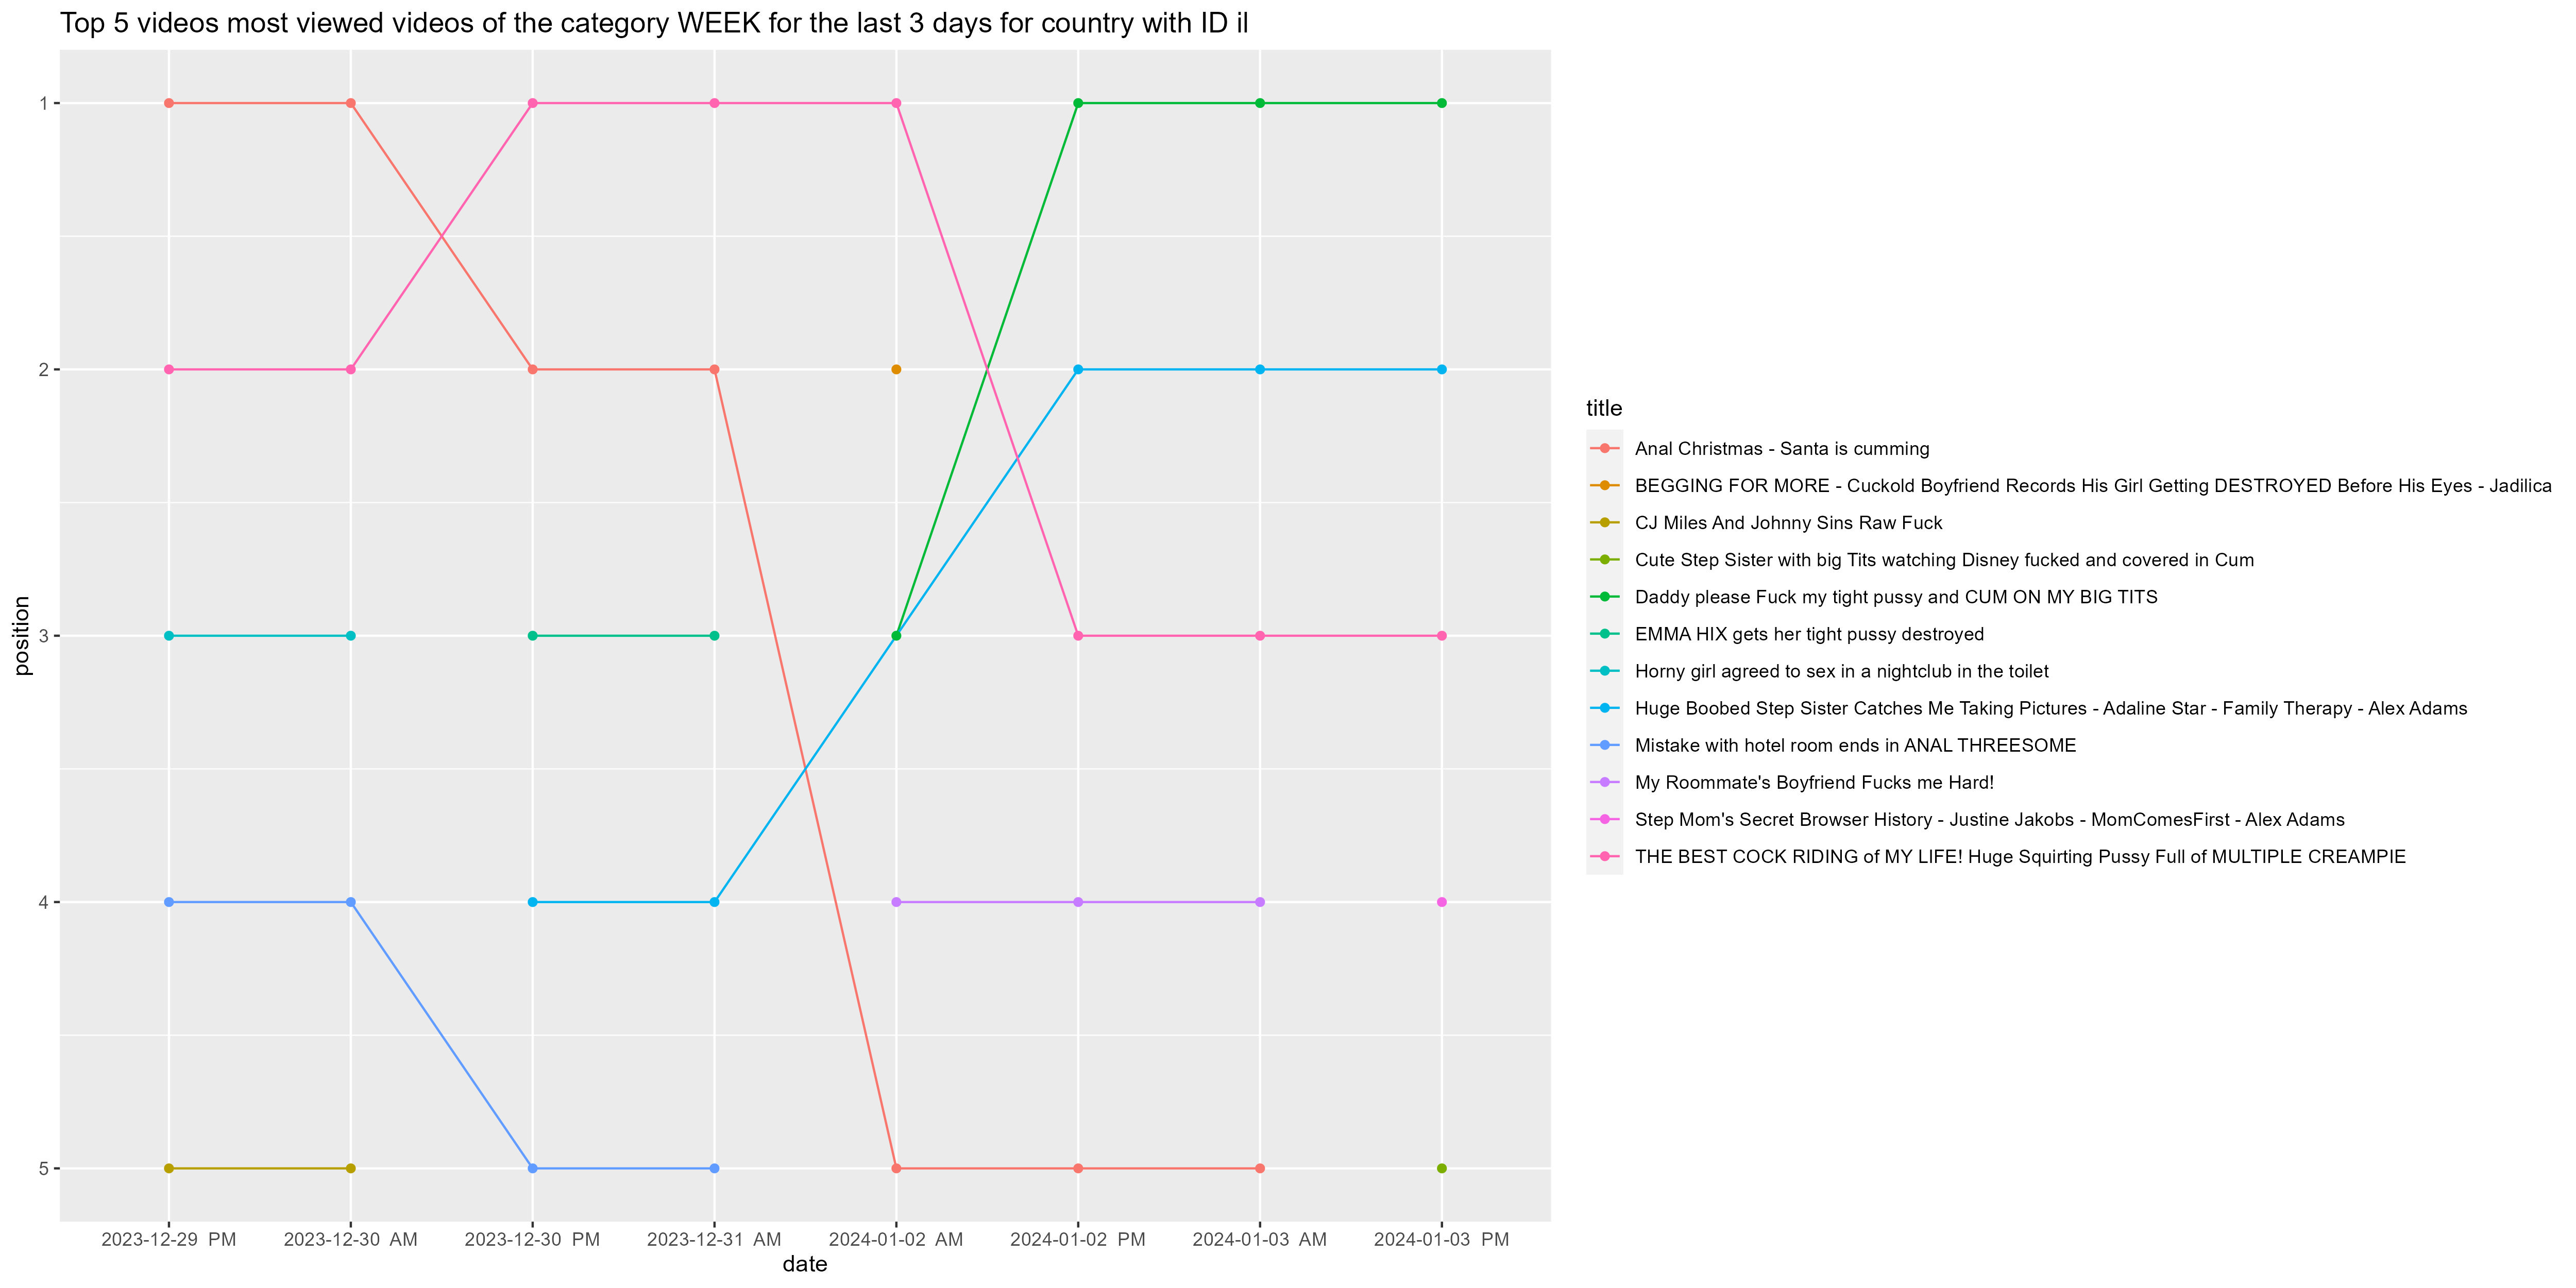 Top 5 videos most viewed videos of the category WEEK for the last 3 days for country with ID il
1
2
3
4
5
position
2023-12-29 PM
2023-12-30 AM
2023-12-30 PM
2023-12-31 AM
2024-01-02 AM
2024-01-02 PM
2024-01-03 AM
2024-01-03 PM
date
title
Anal Christmas - Santa is cumming
BEGGING FOR MORE - Cuckold Boyfriend Records His Girl Getting DESTROYED Before His Eyes - Jadilica
CJ Miles And Johnny Sins Raw Fuck
Cute Step Sister with big Tits watching Disney fucked and covered in Cum
Daddy please Fuck my tight pussy and CUM ON MY BIG TITS
EMMA HIX gets her tight pussy destroyed
Horny girl agreed to sex in a nightclub in the toilet
Huge Boobed Step Sister Catches Me Taking Pictures - Adaline Star - Family Therapy - Alex Adams
Mistake with hotel room ends in ANAL THREESOME
My Roommate's Boyfriend Fucks me Hard!
Step Mom's Secret Browser History - Justine Jakobs - MomComesFirst - Alex Adams
THE BEST COCK RIDING of MY LIFE! Huge Squirting Pussy Full of MULTIPLE CREAMPIE